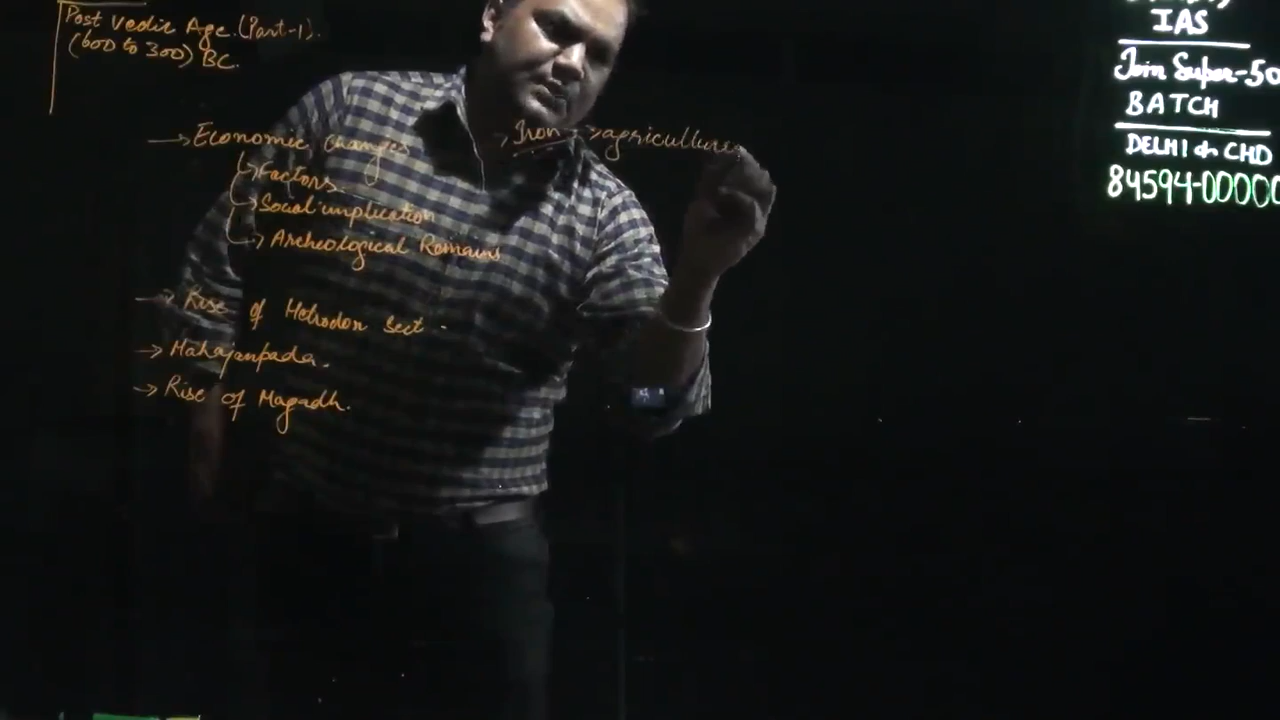 Post Vedic Age. (Part-1).
(600 to 300) BC.
→ Economic Changes → Iron → agriculture
→ Factors.
→ Social implication
→ Archeological Remains
→ Rise of Hetrodox Sect.
→ Mahajanpada.
→ Rise of Magadh.
IAS
Join Super-50
BATCH
DELHI & CHD
84594-00000